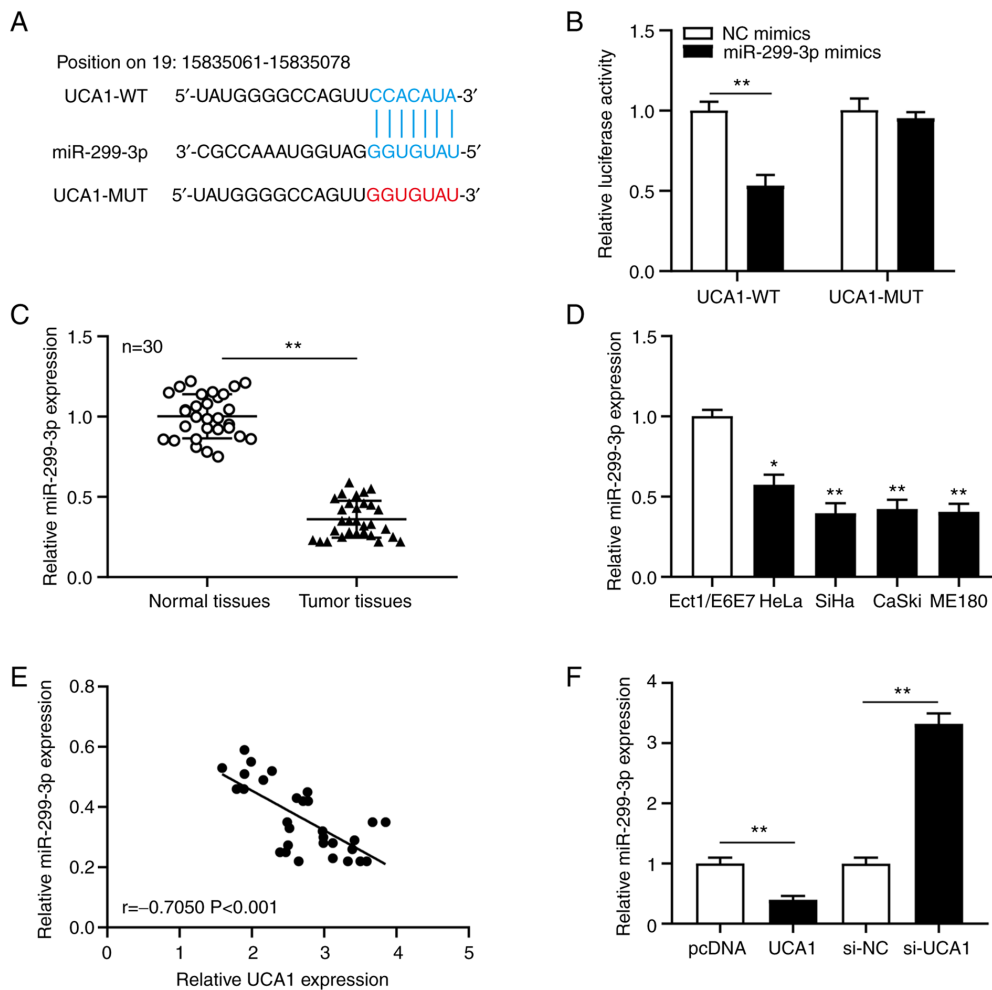 A
Position on 19: 15835061-15835078
UCA1-WT 5′-UAUGGGGCCAGUUCCACAUA-3′
miR-299-3p 3′-CGCCAAAUGGUAGGGUGUAU-5′
UCA1-MUT 5′-UAUGGGGCCAGUUGGUGUAU-3′
B
NC mimics
miR-299-3p mimics
Relative luciferase activity
1.5
1.0
0.5
0.0
**
UCA1-WT UCA1-MUT
C
Relative miR-299-3p expression
1.5
1.0
0.5
0.0
n=30
**
Normal tissues Tumor tissues
D
Relative miR-299-3p expression
1.5
1.0
0.5
0.0
* ** ** **
Ect1/E6E7 HeLa SiHa CaSki ME180
E
Relative miR-299-3p expression
0.8
0.6
0.4
0.2
0.0
r=−0.7050 P<0.001
0 1 2 3 4 5
Relative UCA1 expression
F
Relative miR-299-3p expression
4
3
2
1
0
** **
pcDNA UCA1 si-NC si-UCA1